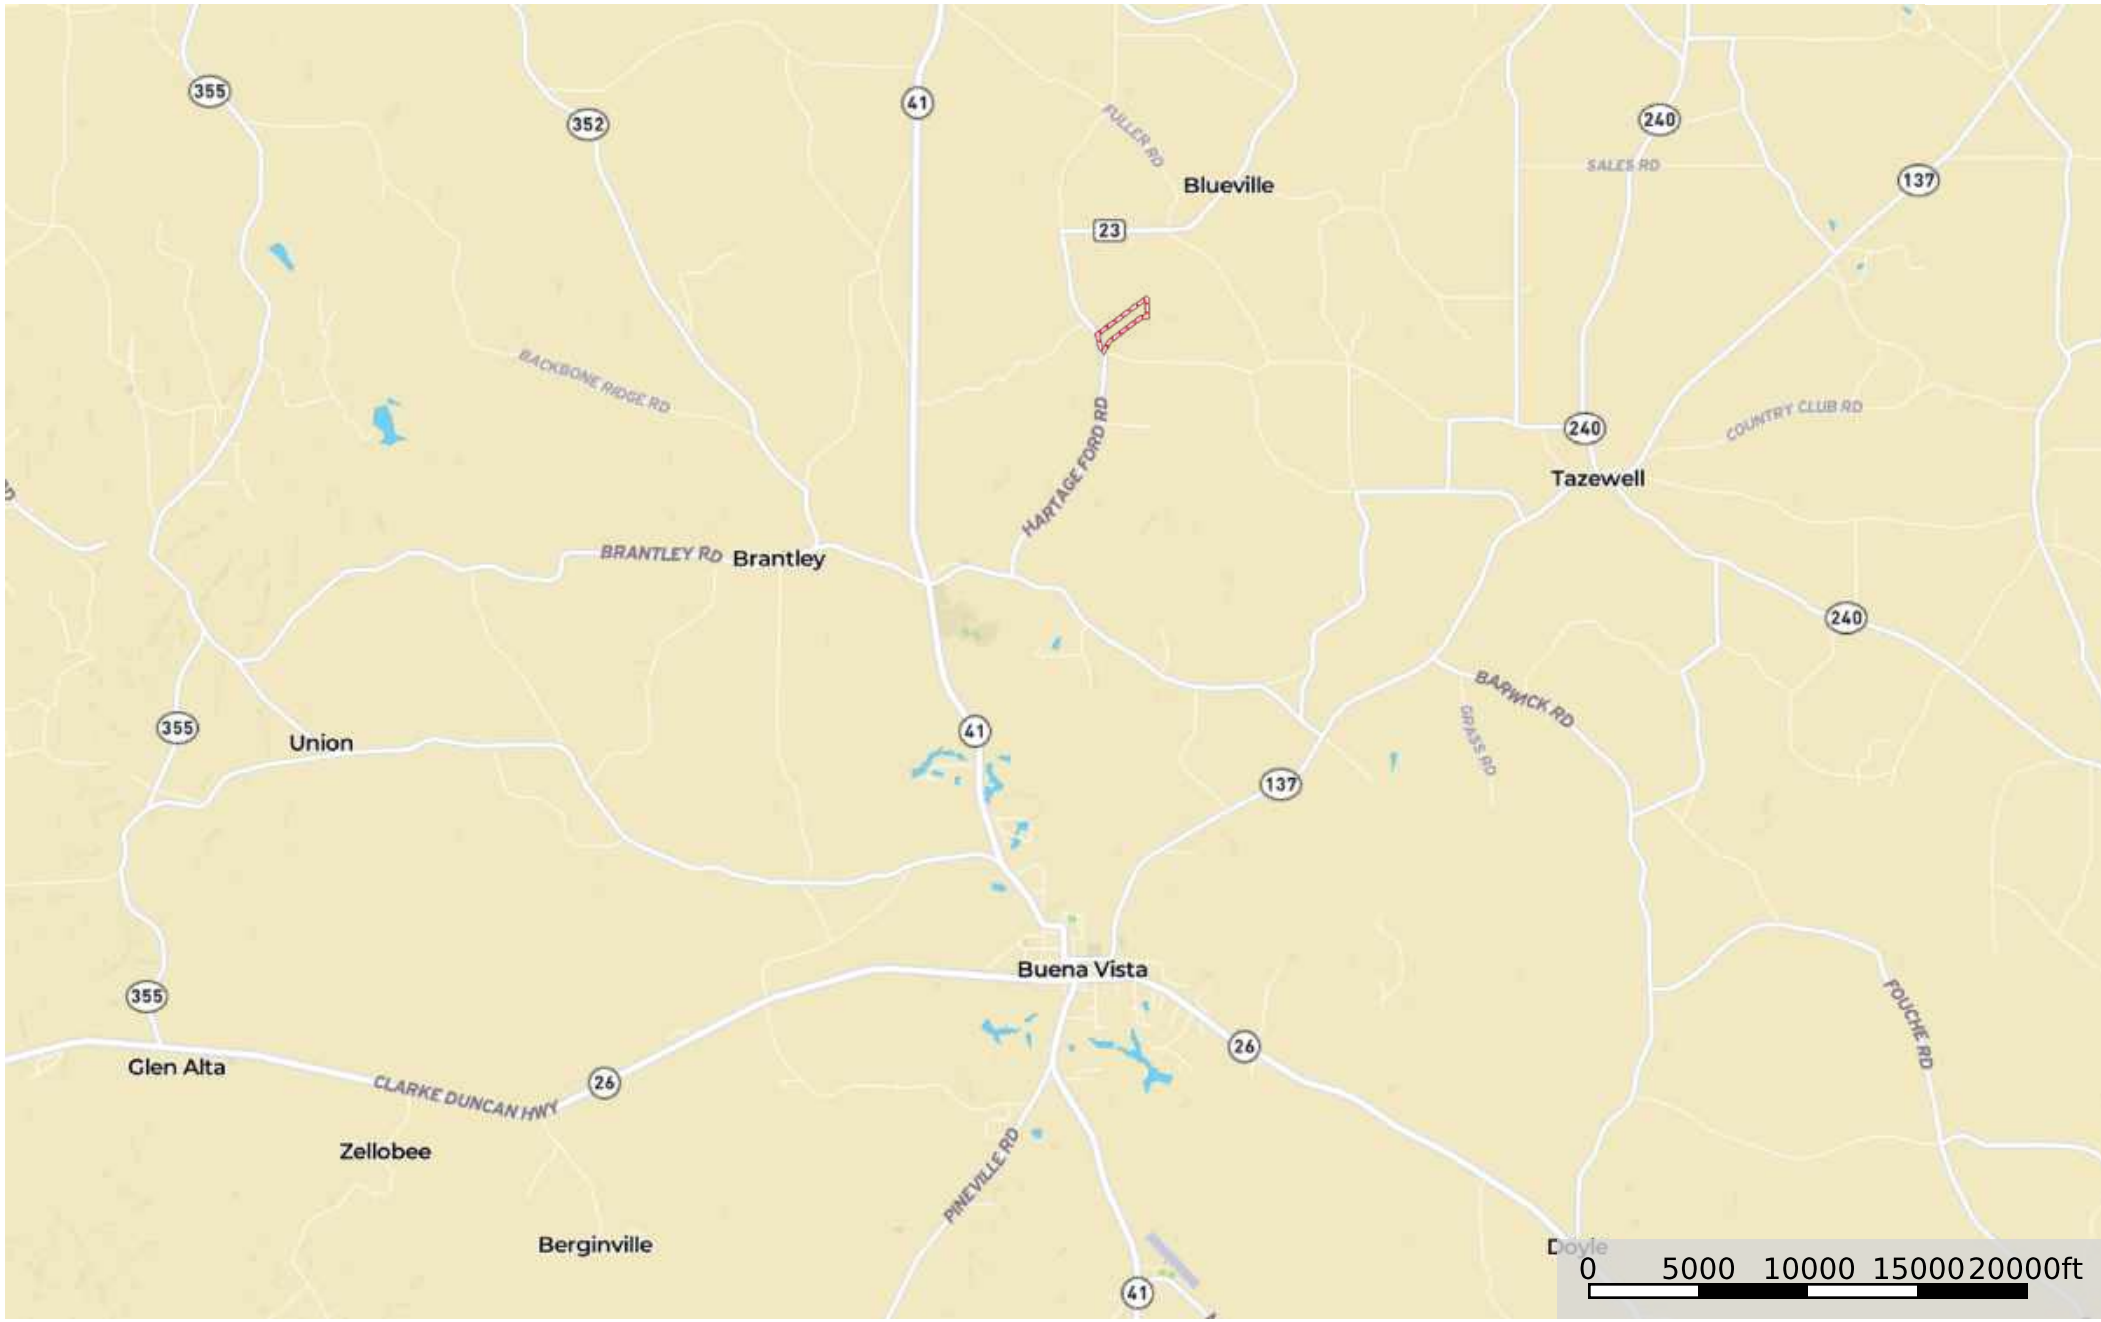 355
41
352
240
FULLER RD
SALES RD
137
Blueville
23
BACKBONE RIDGE RD
HARTAGE FORD RD
COUNTRY CLUB RD
240
Tazewell
BRANTLEY RD
Brantley
240
BARWICK RD
355
Union
41
GRASS RD
137
Buena Vista
355
FOUCHE RD
26
Glen Alta
CLARKE DUNCAN HWY
26
Zellobee
PINEVILLE RD
Berginville
Doyle
41
0 5000 10000 15000 20000ft